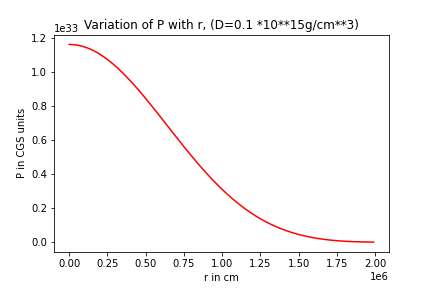 Variation of P with r, (D=0.1 *10**15g/cm**3)
1e33
1.2
1.0
0.8
0.6
0.4
0.2
0.0
P in CGS units
0.00 0.25 0.50 0.75 1.00 1.25 1.50 1.75 2.00
r in cm
1e6